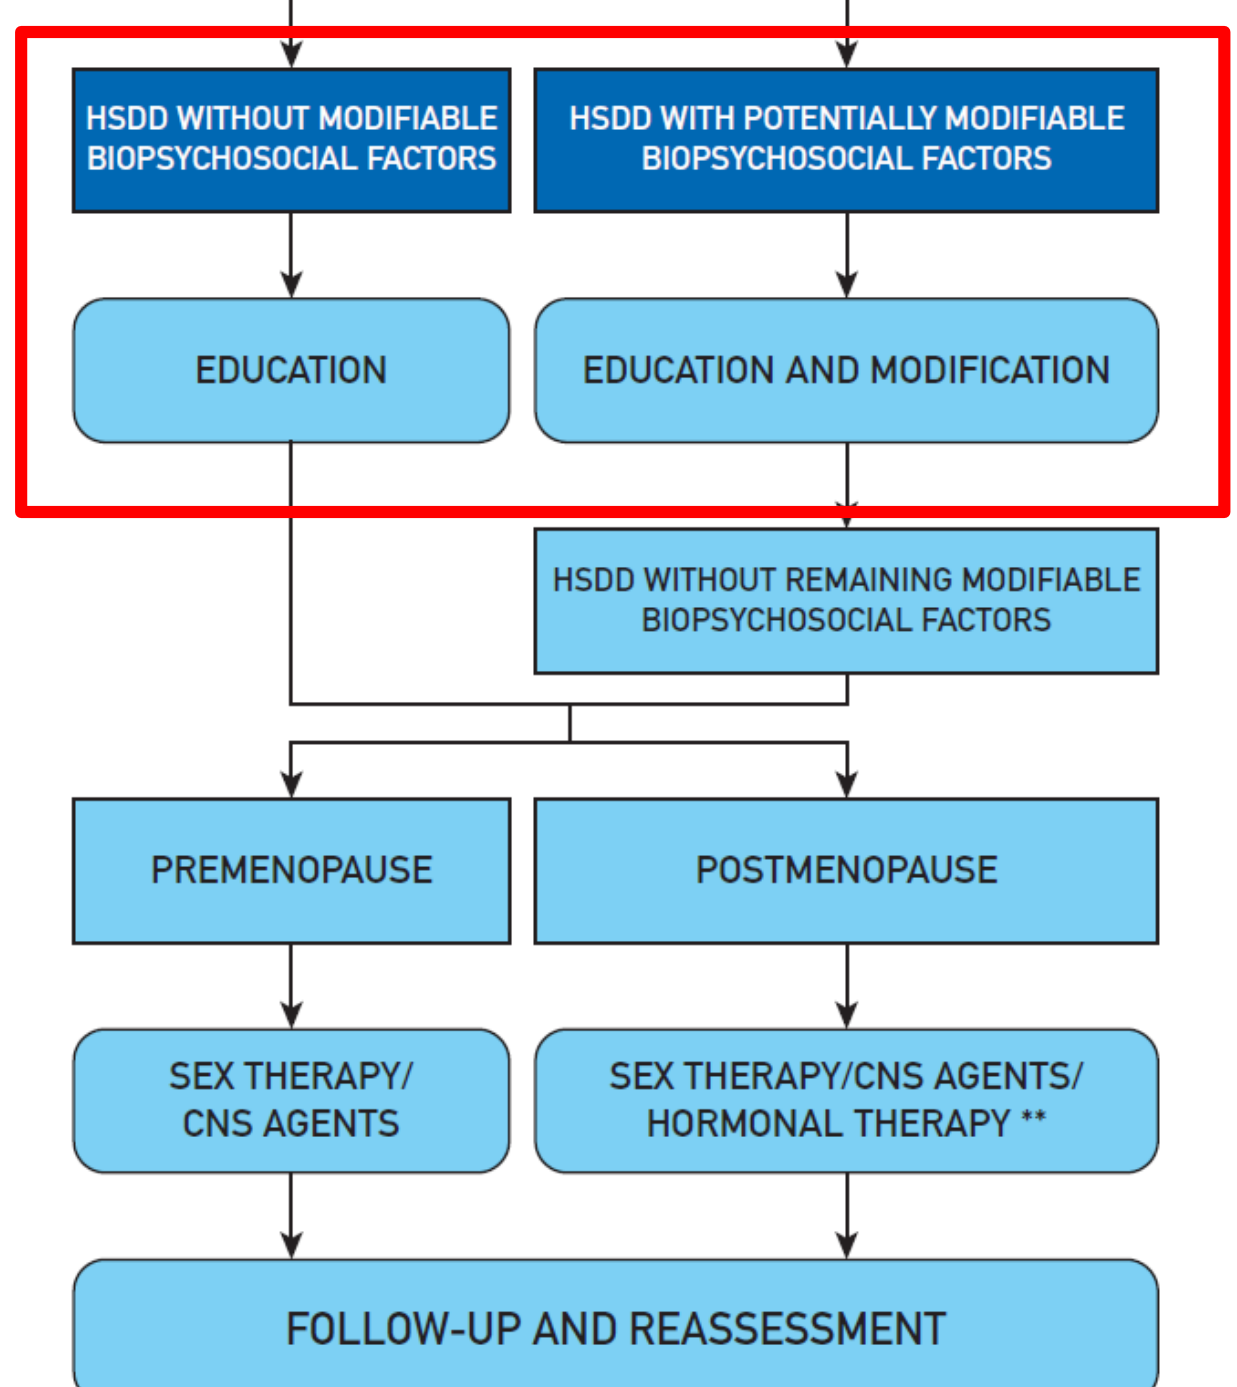 HSDD WITHOUT MODIFIABLE
BIOPSYCHOSOCIAL FACTORS
HSDD WITH POTENTIALLY MODIFIABLE
BIOPSYCHOSOCIAL FACTORS
EDUCATION
EDUCATION AND MODIFICATION
HSDD WITHOUT REMAINING MODIFIABLE
BIOPSYCHOSOCIAL FACTORS
PREMENOPAUSE
POSTMENOPAUSE
SEX THERAPY/
CNS AGENTS
SEX THERAPY/CNS AGENTS/
HORMONAL THERAPY **
FOLLOW-UP AND REASSESSMENT